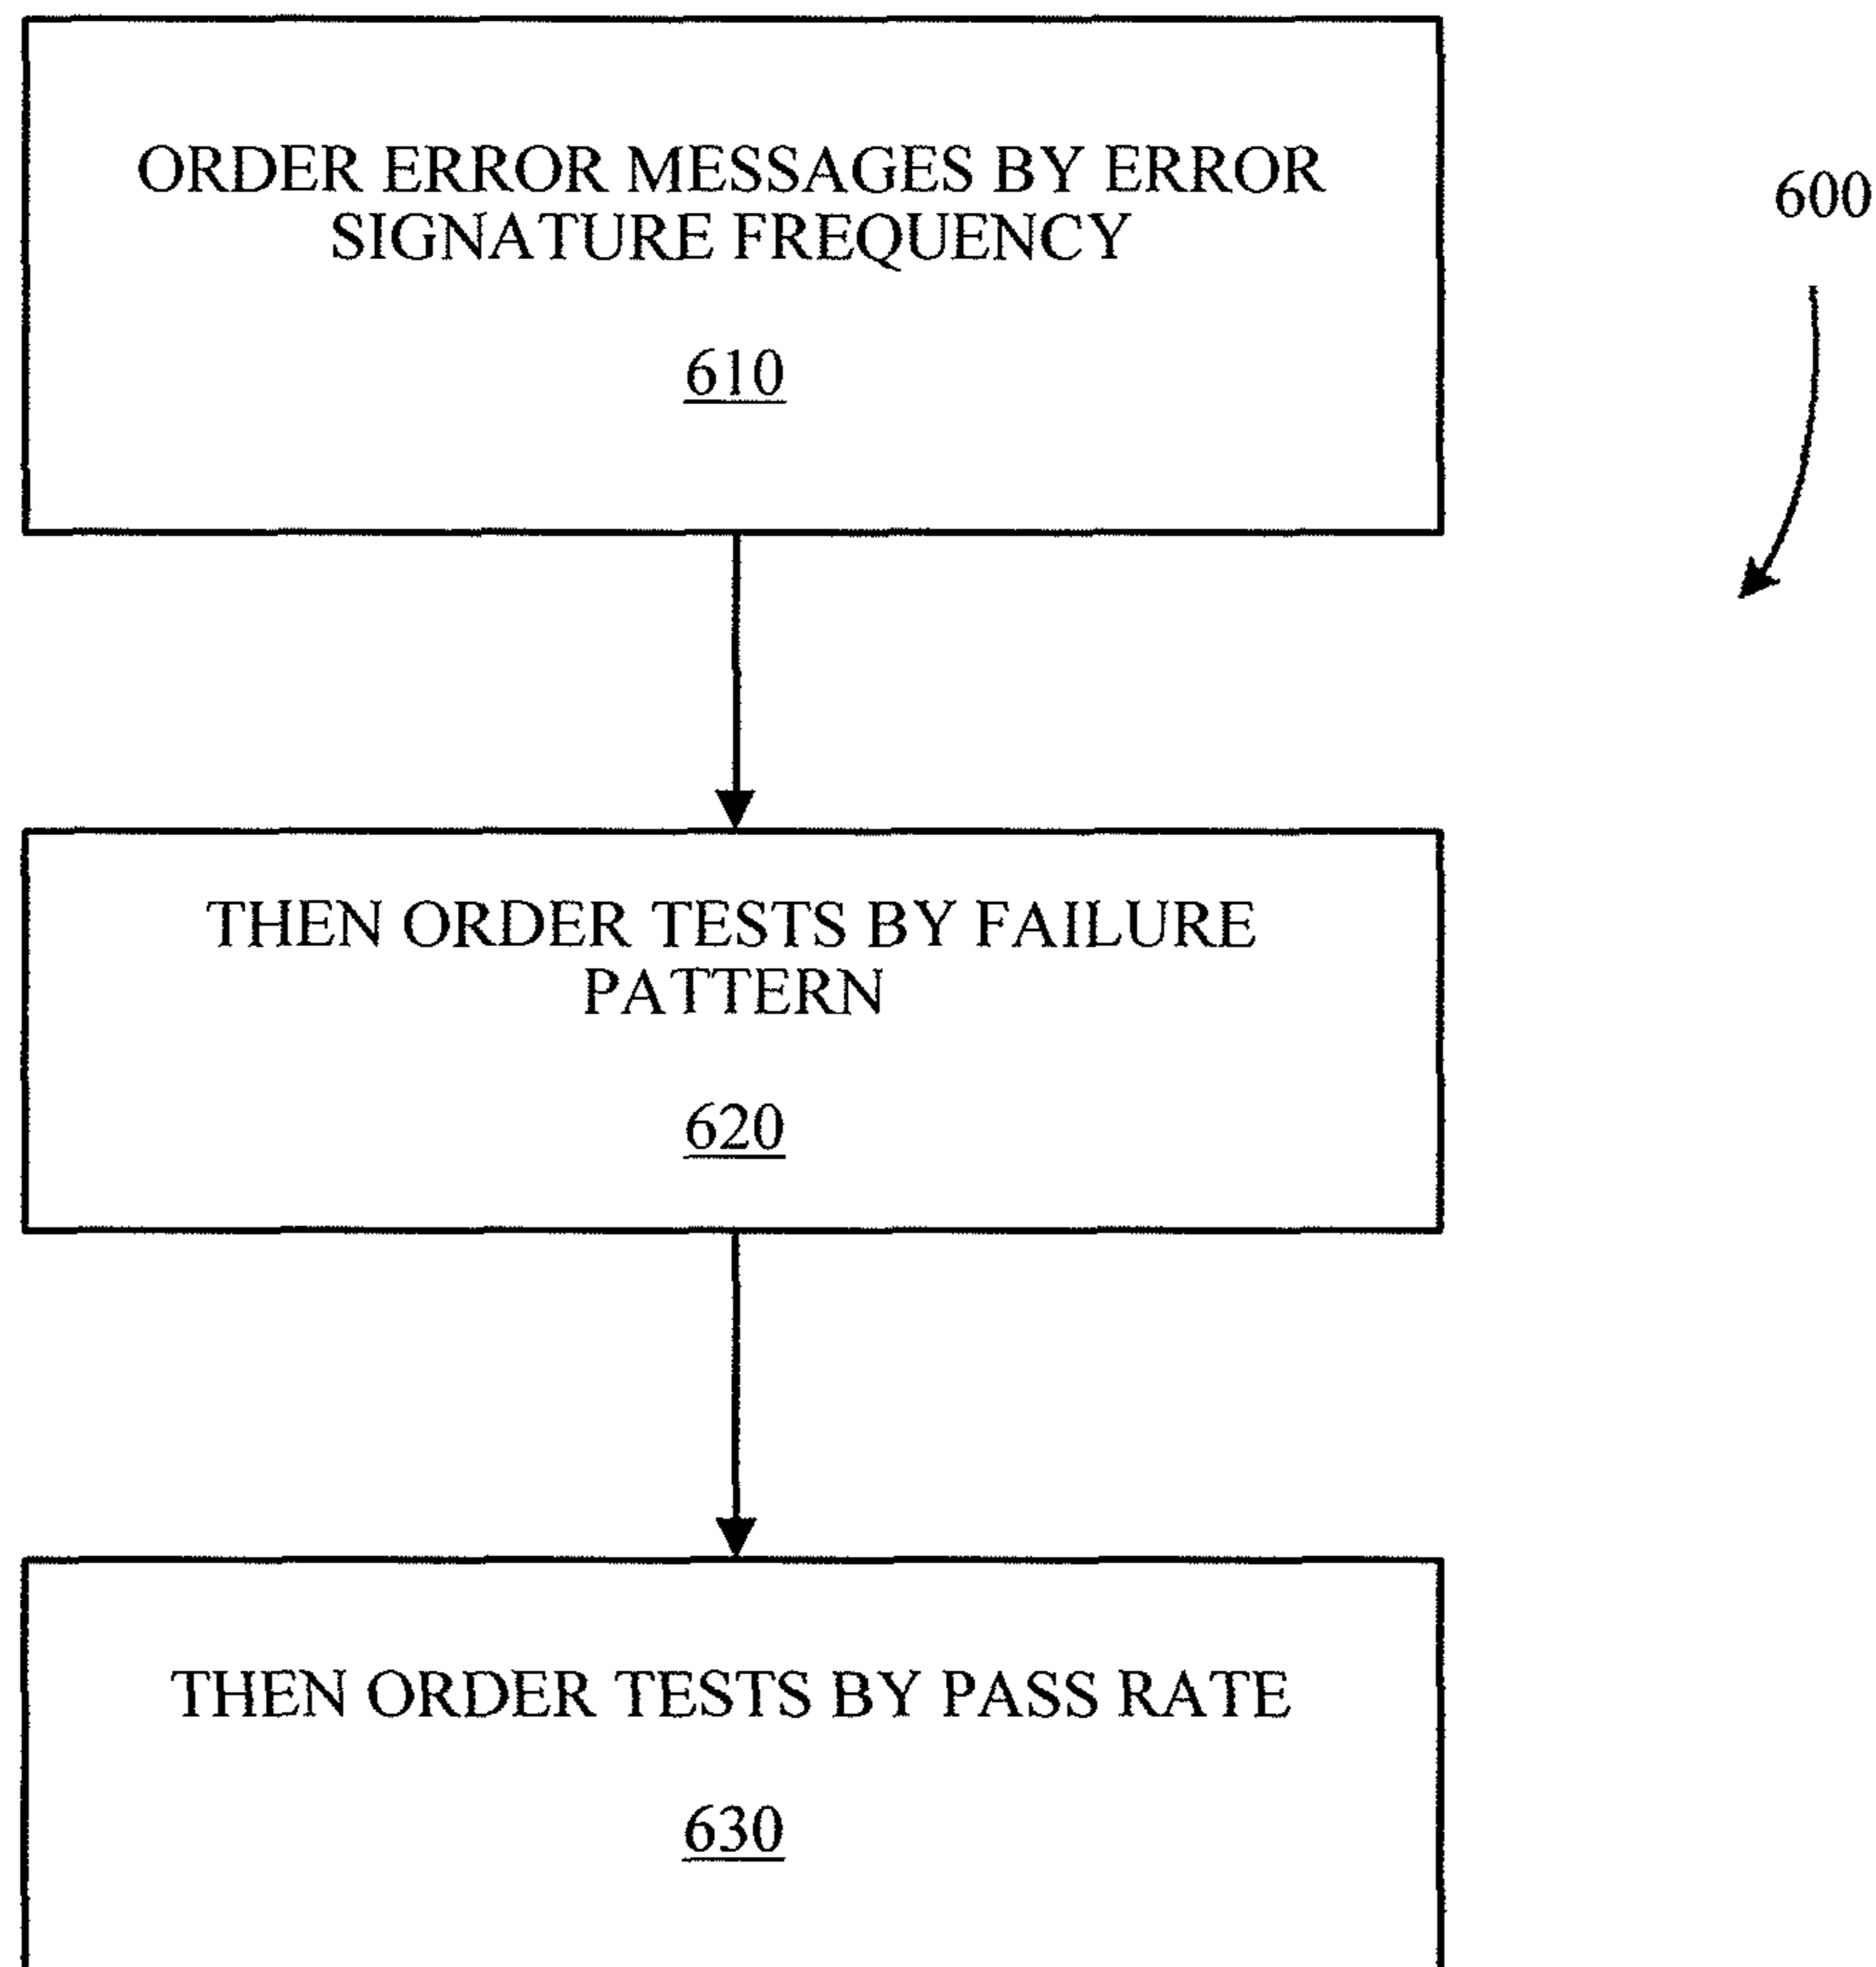 ORDER ERROR MESSAGES BY ERROR
SIGNATURE FREQUENCY
610
600
THEN ORDER TESTS BY FAILURE
PATTERN
620
THEN ORDER TESTS BY PASS RATE
630